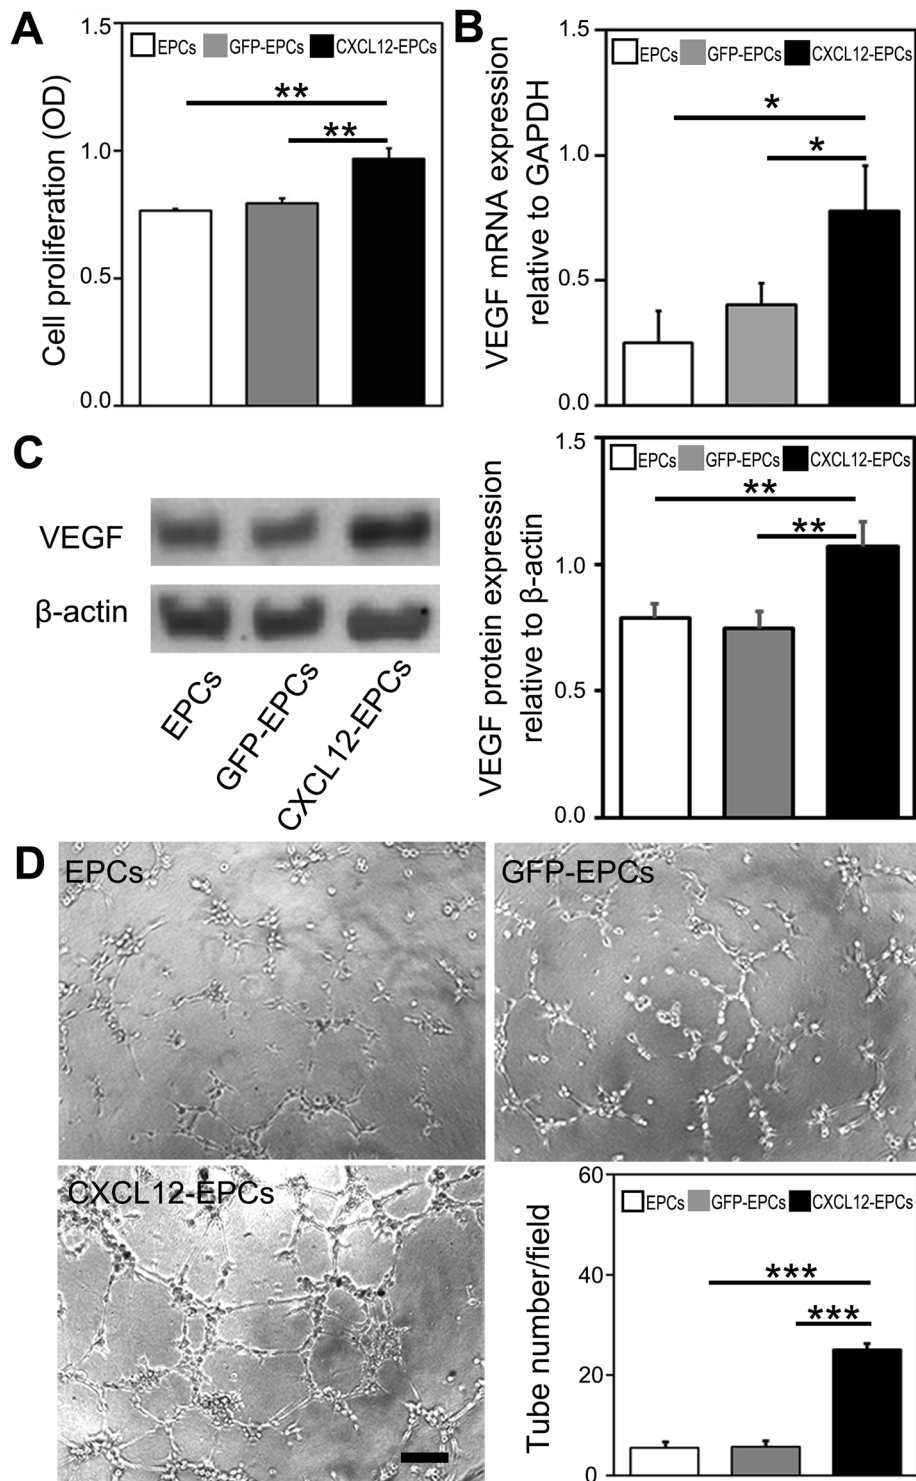 A
1.5
EPCs GFP-EPCs CXCL12-EPCs
**
**
1.0
0.5
0.0
Cell proliferation (OD)
B
1.5
EPCs GFP-EPCs CXCL12-EPCs
*
*
1.0
0.5
0.0
VEGF mRNA expression
relative to GAPDH
C
VEGF
β-actin
EPCs
GFP-EPCs
CXCL12-EPCs
1.5
EPCs GFP-EPCs CXCL12-EPCs
**
**
1.0
0.5
0.0
VEGF protein expression
relative to β-actin
D
EPCs
GFP-EPCs
CXCL12-EPCs
60
EPCs GFP-EPCs CXCL12-EPCs
***
***
40
20
0
Tube number/field